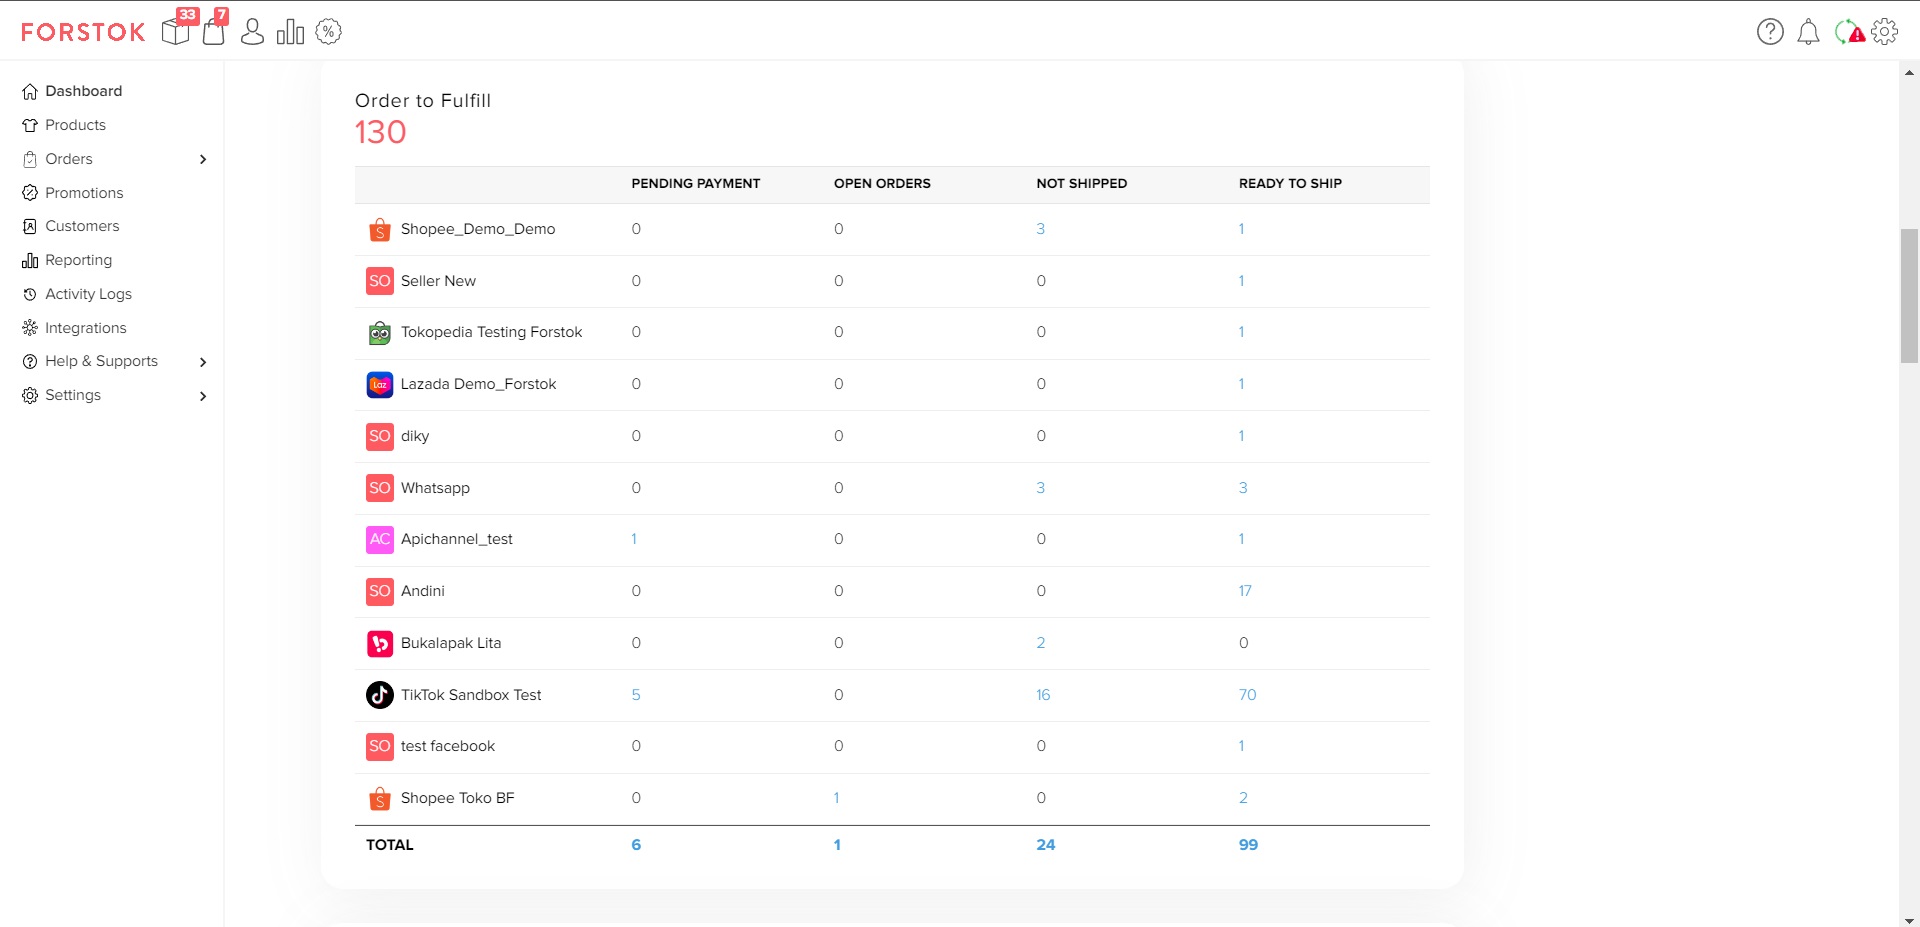 FORSTOK 33 7
Dashboard
Products
Orders
Promotions
Customers
Reporting
Activity Logs
Integrations
Help & Supports
Settings
Order to Fulfill
130
PENDING PAYMENT OPEN ORDERS NOT SHIPPED READY TO SHIP
Shopee_Demo_Demo 0 0 3 1
SO Seller New 0 0 0 1
Tokopedia Testing Forstok 0 0 0 1
Laz Lazada Demo_Forstok 0 0 0 1
SO diky 0 0 0 1
SO Whatsapp 0 0 3 3
AC Apichannel_test 1 0 0 1
SO Andini 0 0 0 17
Bukalapak Lita 0 0 2 0
TikTok Sandbox Test 5 0 16 70
SO test facebook 0 0 0 1
Shopee Toko BF 0 1 0 2
TOTAL 6 1 24 99